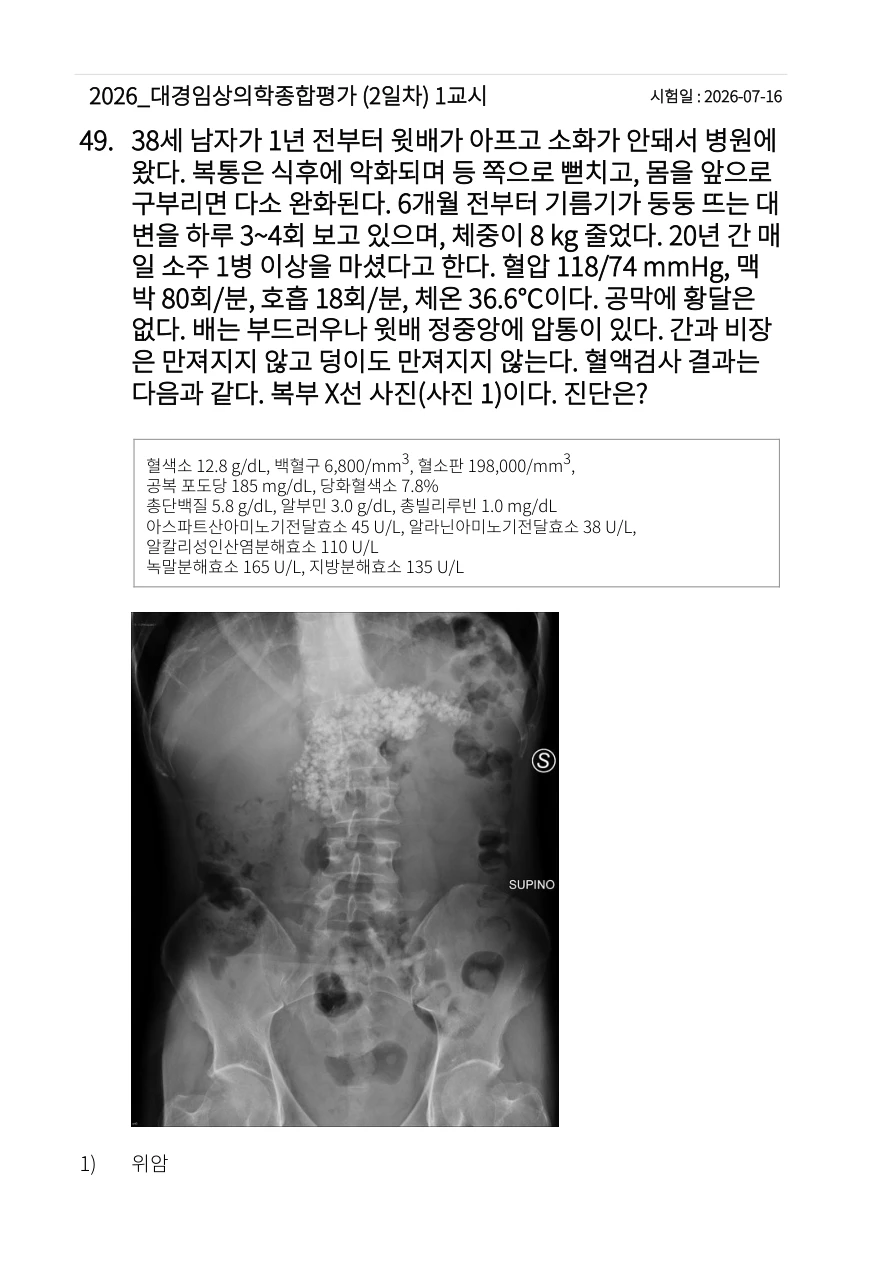 2026_대경임상의학종합평가 (2일차) 1교시
시험일 : 2026-07-16
49. 38세 남자가 1년 전부터 윗배가 아프고 소화가 안돼서 병원에
왔다. 복통은 식후에 악화되며 등 쪽으로 뻗치고, 몸을 앞으로
구부리면 다소 완화된다. 6개월 전부터 기름기가 둥둥 뜨는 대
변을 하루 3~4회 보고 있으며, 체중이 8 kg 줄었다. 20년 간 매
일 소주 1병 이상을 마셨다고 한다. 혈압 118/74 mmHg, 맥
박 80회/분, 호흡 18회/분, 체온 36.6℃이다. 공막에 황달은
없다. 배는 부드러우나 윗배 정중앙에 압통이 있다. 간과 비장
은 만져지지 않고 덩이도 만져지지 않는다. 혈액검사 결과는
다음과 같다. 복부 X선 사진(사진 1)이다. 진단은?
혈색소 12.8 g/dL, 백혈구 6,800/mm³, 혈소판 198,000/mm³,
공복 포도당 185 mg/dL, 당화혈색소 7.8%
총단백질 5.8 g/dL, 알부민 3.0 g/dL, 총빌리루빈 1.0 mg/dL
아스파트산아미노기전달효소 45 U/L, 알라닌아미노기전달효소 38 U/L,
알칼리성인산염분해효소 110 U/L
녹말분해효소 165 U/L, 지방분해효소 135 U/L
S
SUPINO
1) 위암